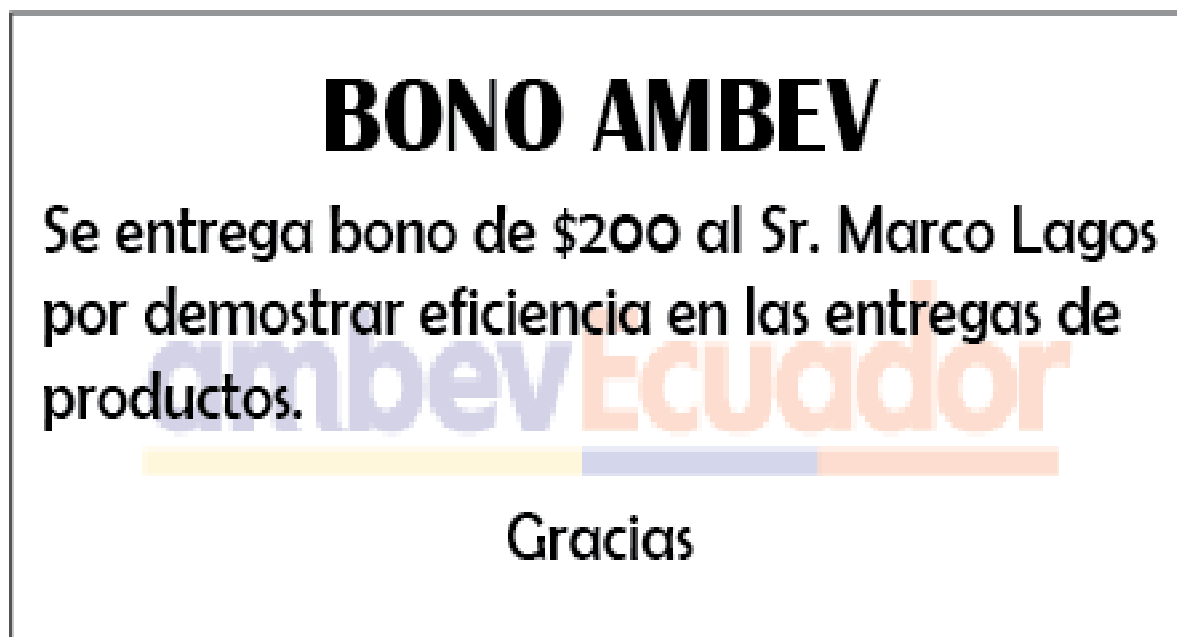 BONO AMBEV
Se entrega bono de $200 al Sr. Marco Lagos
por demostrar eficiencia en las entregas de
productos.
ambevEcuador
Gracias